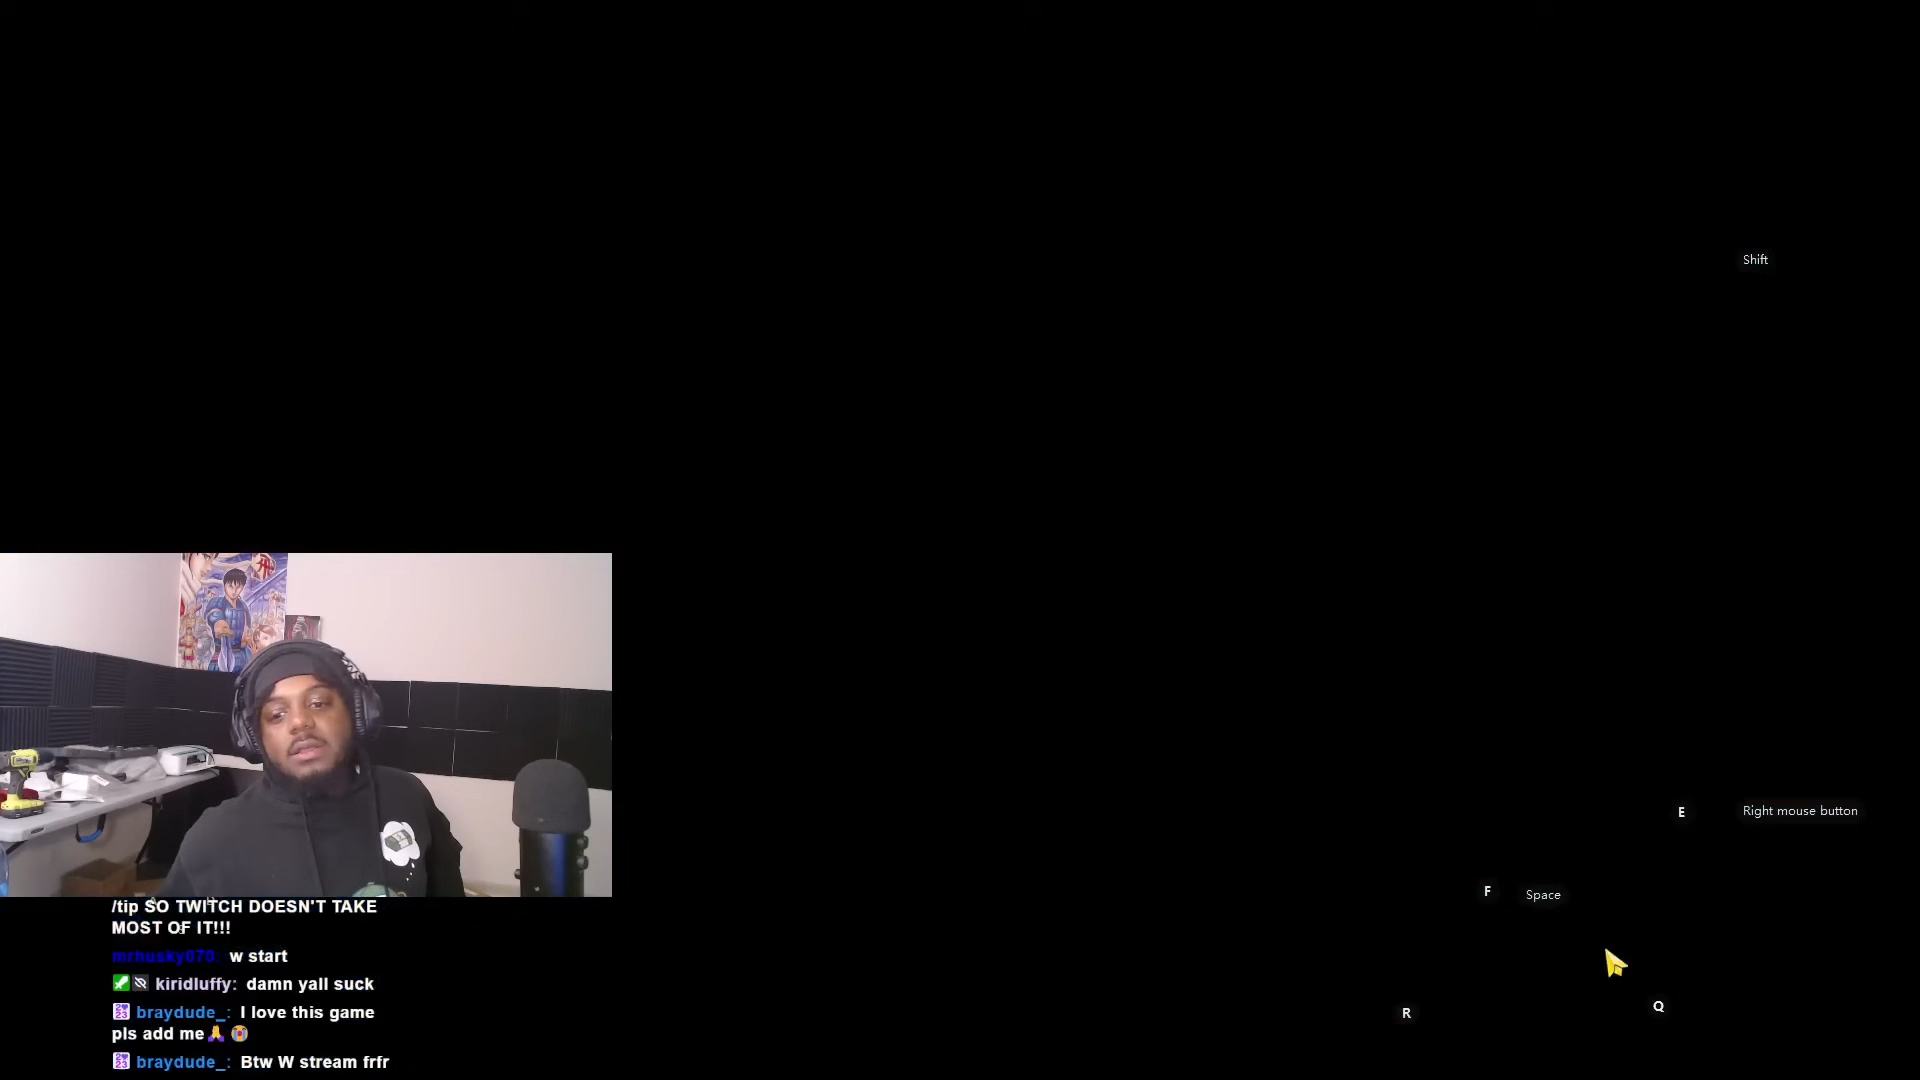 Shift
E
Right mouse button
F
Space
R
Q
/tip SO TWITCH DOESN'T TAKE
MOST OF IT!!!
mrhusky070: w start
kiridluffy: damn yall suck
braydude_: I love this game
pls add me🙏 😭
braydude_: Btw W stream frfr